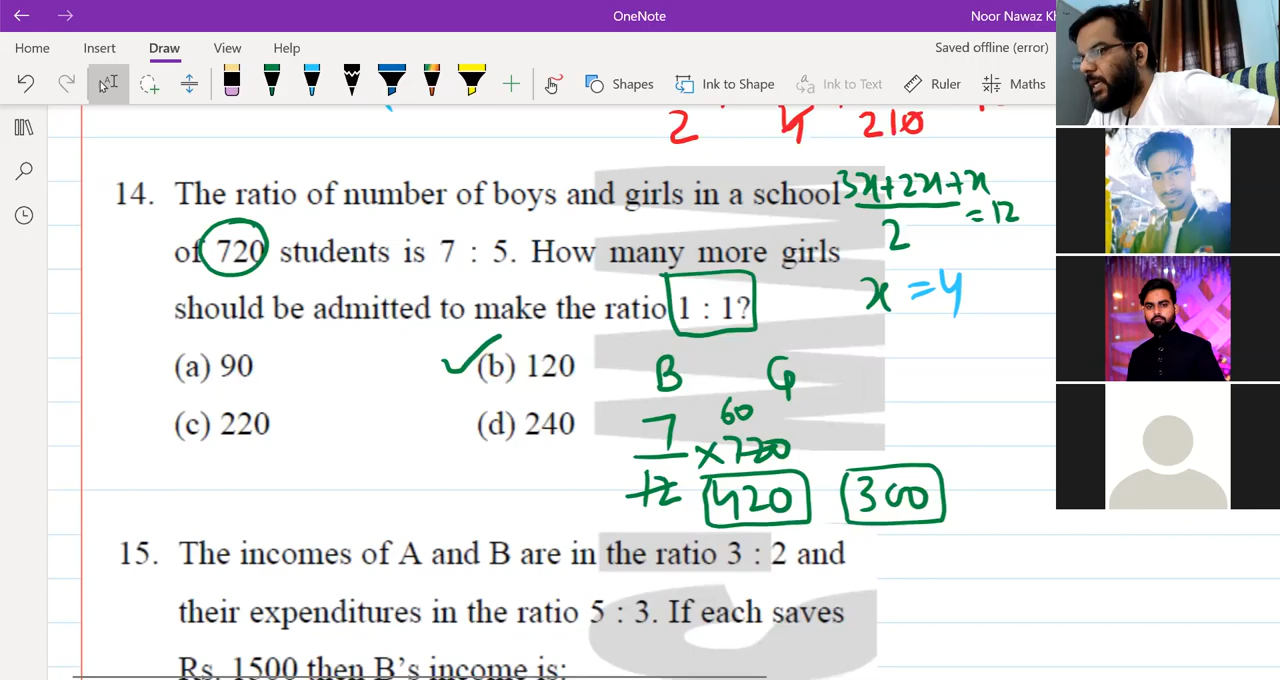 OneNote
Noor Nawaz Kh
Home Insert Draw View Help
Saved offline (error)
Shapes Ink to Shape Ink to Text Ruler Maths
2 4 210
14. The ratio of number of boys and girls in a school
of 720 students is 7 : 5. How many more girls
should be admitted to make the ratio 1 : 1?
(a) 90 (b) 120
(c) 220 (d) 240
3x+2x+x
= 12
2
x = 4
B G
60
7
× 720
12 420 300
15. The incomes of A and B are in the ratio 3 : 2 and
their expenditures in the ratio 5 : 3. If each saves
Rs. 1500 then B's income is: